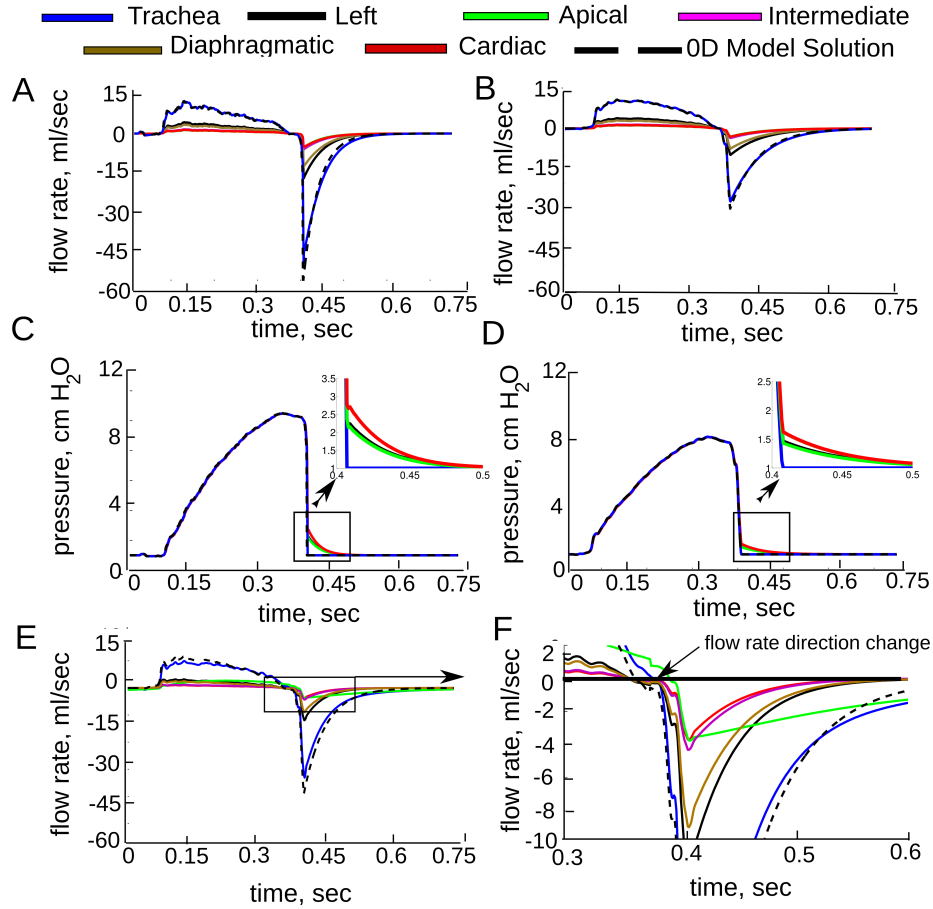 Trachea Left Apical Intermediate
Diaphragmatic Cardiac 0D Model Solution
A
15
0
-15
-30
-45
-60
flow rate, ml/sec
0 0.15 0.3 0.45 0.6 0.75
time, sec
B
15
0
-15
-30
-45
-60
flow rate, ml/sec
0 0.15 0.3 0.45 0.6 0.75
time, sec
C
12
8
4
0
pressure, cm H2O
3.5
3
2.5
2
1.5
1
0.4 0.45 0.5
0 0.15 0.3 0.45 0.6 0.75
time, sec
D
12
8
4
0
pressure, cm H2O
2.5
2
1.5
1
0.4 0.45 0.5
0 0.15 0.3 0.45 0.6 0.75
time, sec
E
15
0
-15
-30
-45
-60
flow rate, ml/sec
0 0.15 0.3 0.45 0.6 0.75
time, sec
F
flow rate direction change
2
0
-2
-4
-6
-8
-10
flow rate, ml/sec
0.3 0.4 0.5 0.6
time, sec